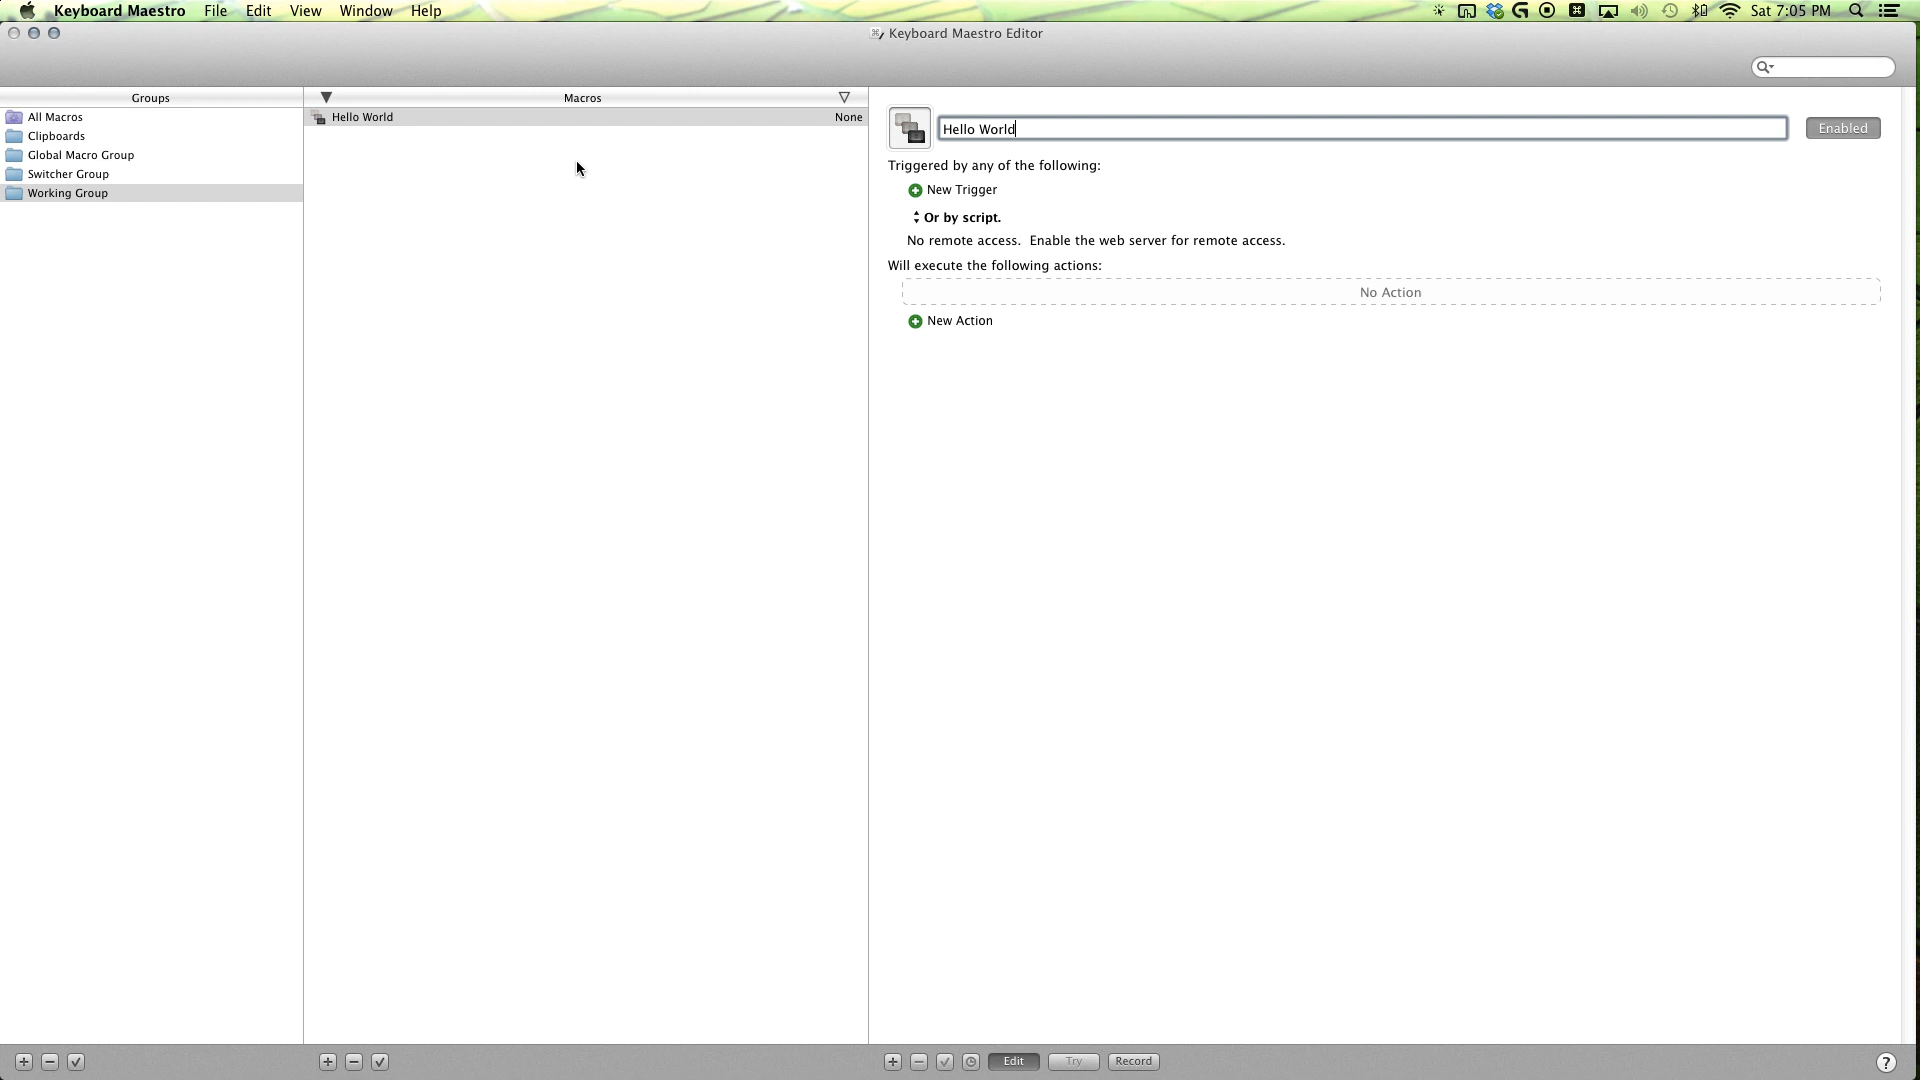 Keyboard Maestro File Edit View Window Help Sat 7:05 PM
Keyboard Maestro Editor
Groups
All Macros
Clipboards
Global Macro Group
Switcher Group
Working Group
Macros
Hello World None
Hello World Enabled
Triggered by any of the following:
New Trigger
Or by script.
No remote access. Enable the web server for remote access.
Will execute the following actions:
No Action
New Action
Edit Try Record ?